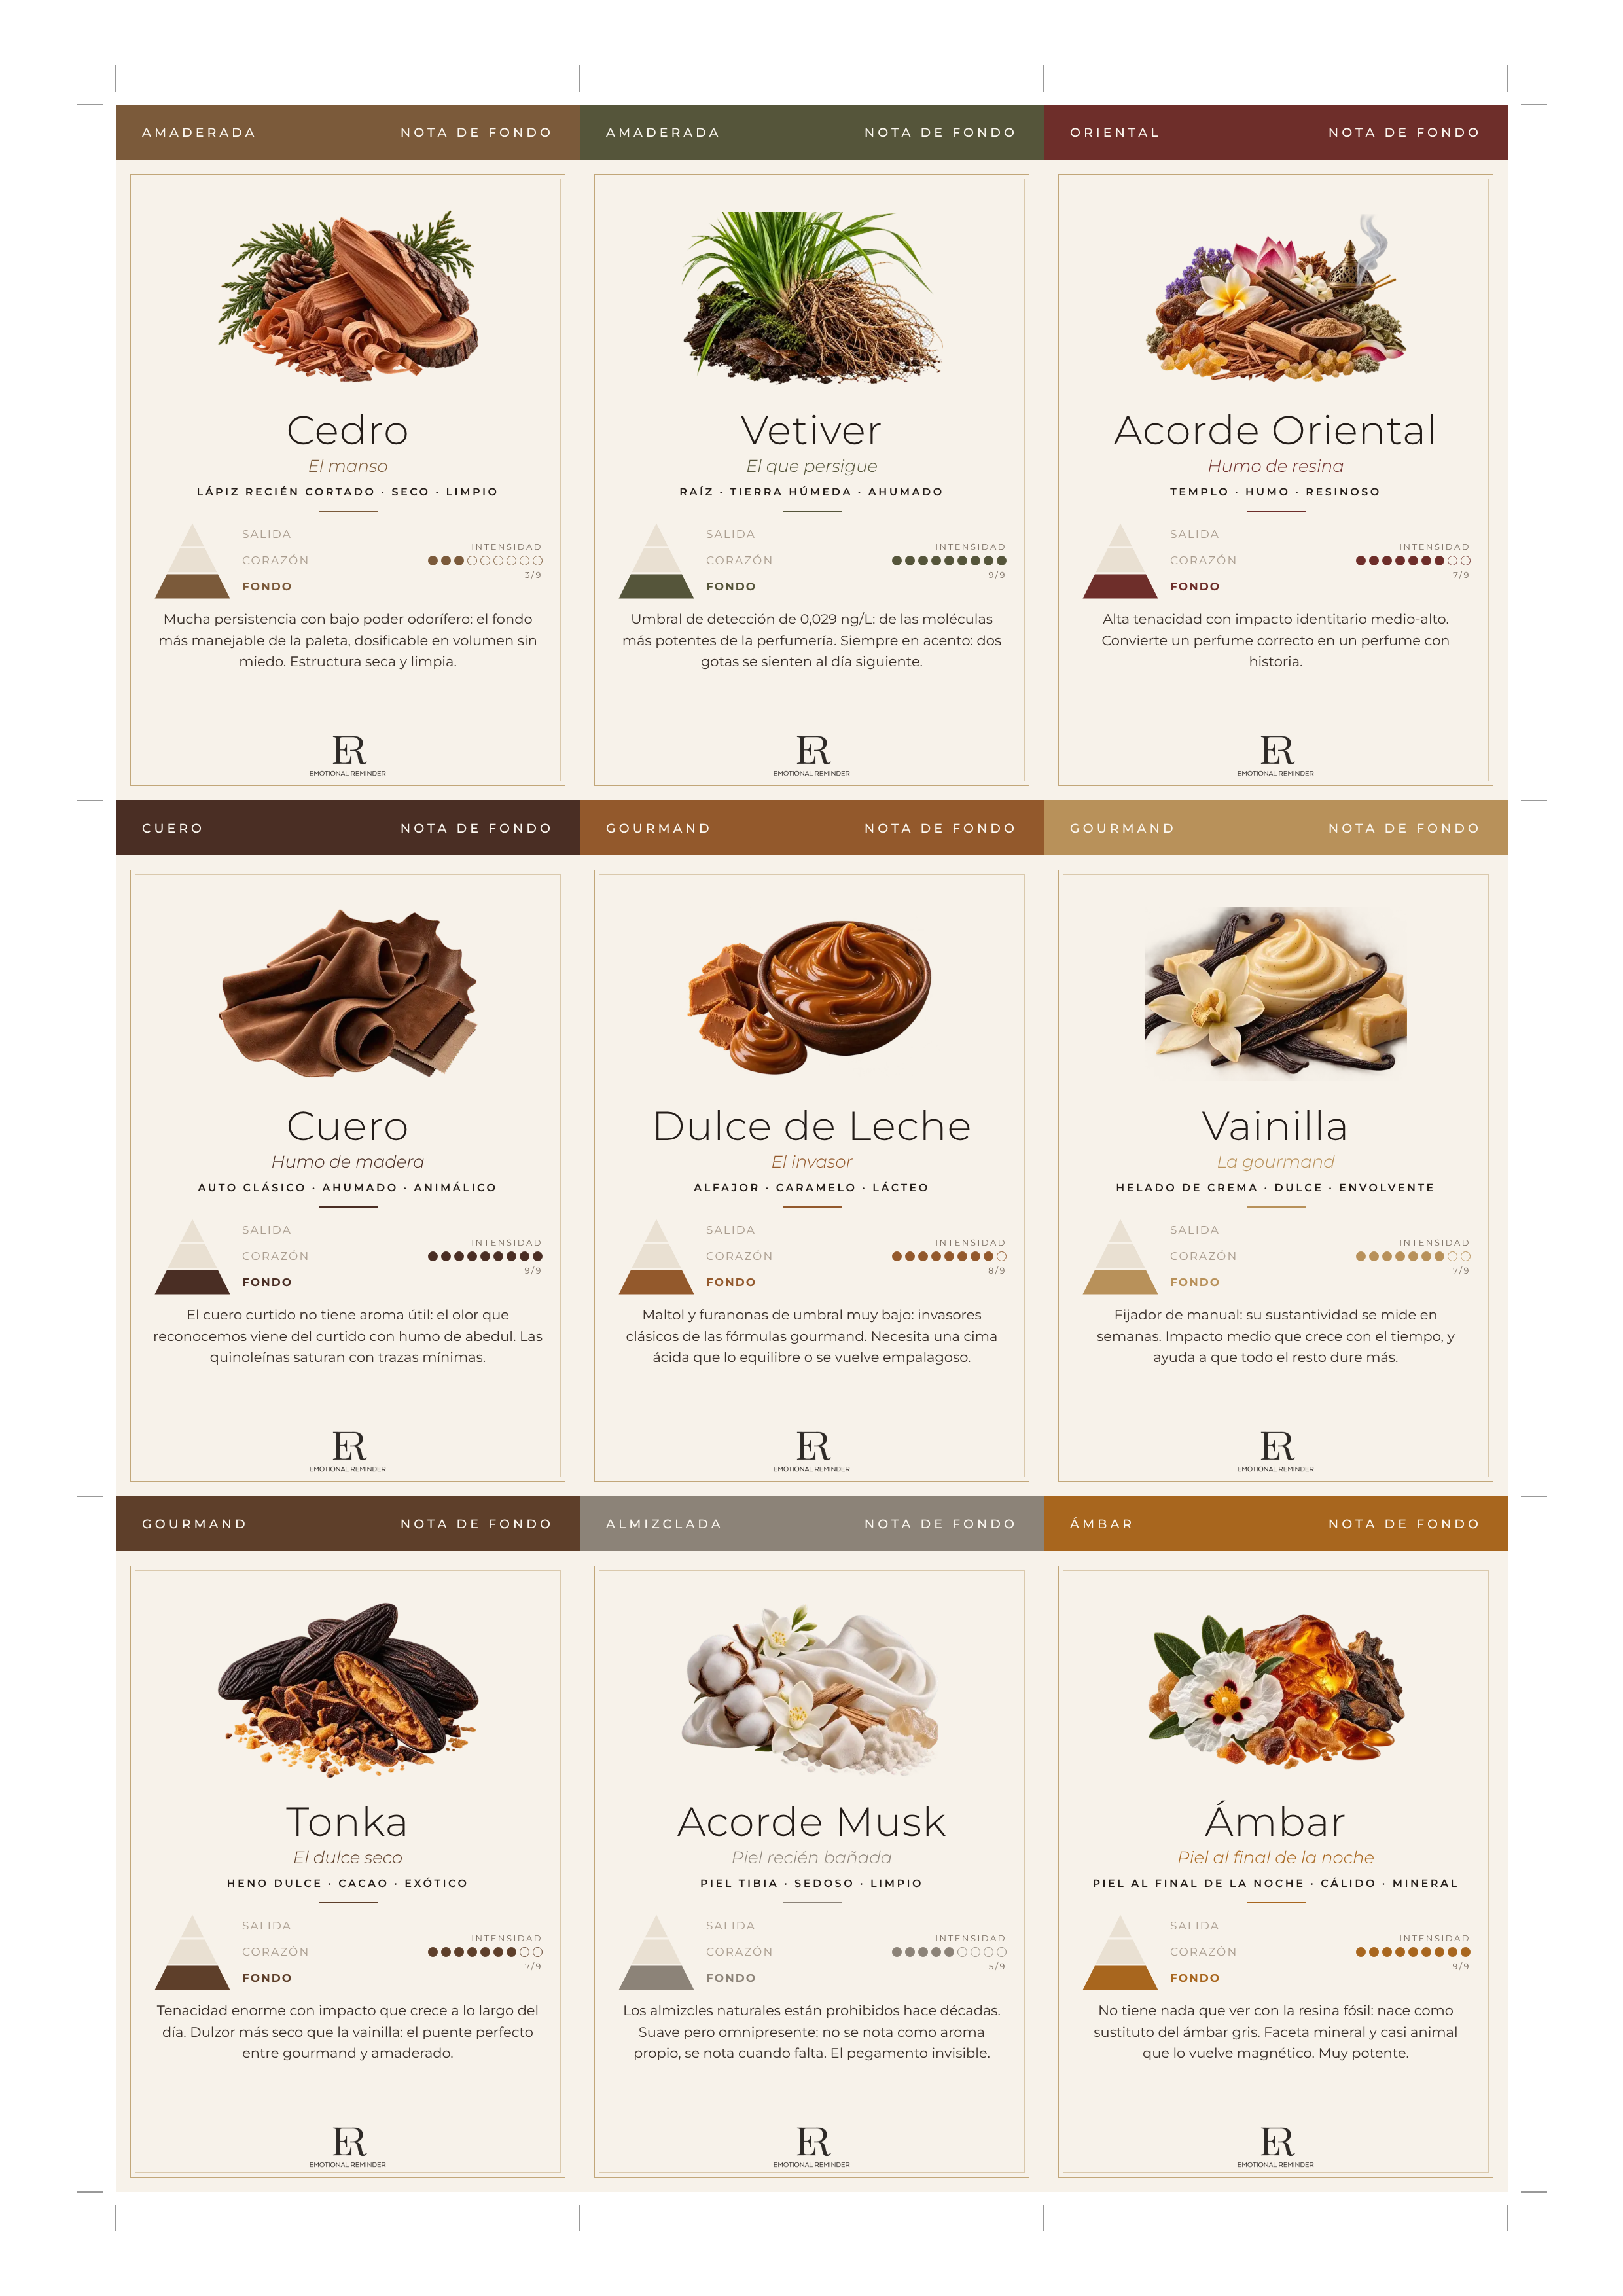 AMADERADA NOTA DE FONDO
Cedro
El manso
LÁPIZ RECIÉN CORTADO · SECO · LIMPIO
SALIDA
CORAZÓN
FONDO
INTENSIDAD
3/9
Mucha persistencia con bajo poder odorífero: el fondo
más manejable de la paleta, dosificable en volumen sin
miedo. Estructura seca y limpia.
ER
EMOTIONAL REMINDER
AMADERADA NOTA DE FONDO
Vetiver
El que persigue
RAÍZ · TIERRA HÚMEDA · AHUMADO
SALIDA
CORAZÓN
FONDO
INTENSIDAD
9/9
Umbral de detección de 0,029 ng/L: de las moléculas
más potentes de la perfumería. Siempre en acento: dos
gotas se sienten al día siguiente.
ER
EMOTIONAL REMINDER
ORIENTAL NOTA DE FONDO
Acorde Oriental
Humo de resina
TEMPLO · HUMO · RESINOSO
SALIDA
CORAZÓN
FONDO
INTENSIDAD
7/9
Alta tenacidad con impacto identitario medio-alto.
Convierte un perfume correcto en un perfume con
historia.
ER
EMOTIONAL REMINDER
CUERO NOTA DE FONDO
Cuero
Humo de madera
AUTO CLÁSICO · AHUMADO · ANIMÁLICO
SALIDA
CORAZÓN
FONDO
INTENSIDAD
9/9
El cuero curtido no tiene aroma útil: el olor que
reconocemos viene del curtido con humo de abedul. Las
quinoleínas saturan con trazas mínimas.
ER
EMOTIONAL REMINDER
GOURMAND NOTA DE FONDO
Dulce de Leche
El invasor
ALFAJOR · CARAMELO · LÁCTEO
SALIDA
CORAZÓN
FONDO
INTENSIDAD
8/9
Maltol y furanonas de umbral muy bajo: invasores
clásicos de las fórmulas gourmand. Necesita una cima
ácida que lo equilibre o se vuelve empalagoso.
ER
EMOTIONAL REMINDER
GOURMAND NOTA DE FONDO
Vainilla
La gourmand
HELADO DE CREMA · DULCE · ENVOLVENTE
SALIDA
CORAZÓN
FONDO
INTENSIDAD
7/9
Fijador de manual: su sustantividad se mide en
semanas. Impacto medio que crece con el tiempo, y
ayuda a que todo el resto dure más.
ER
EMOTIONAL REMINDER
GOURMAND NOTA DE FONDO
Tonka
El dulce seco
HENO DULCE · CACAO · EXÓTICO
SALIDA
CORAZÓN
FONDO
INTENSIDAD
7/9
Tenacidad enorme con impacto que crece a lo largo del
día. Dulzor más seco que la vainilla: el puente perfecto
entre gourmand y amaderado.
ER
EMOTIONAL REMINDER
ALMIZCLADA NOTA DE FONDO
Acorde Musk
Piel recién bañada
PIEL TIBIA · SEDOSO · LIMPIO
SALIDA
CORAZÓN
FONDO
INTENSIDAD
5/9
Los almizcles naturales están prohibidos hace décadas.
Suave pero omnipresente: no se nota como aroma
propio, se nota cuando falta. El pegamento invisible.
ER
EMOTIONAL REMINDER
ÁMBAR NOTA DE FONDO
Ámbar
Piel al final de la noche
PIEL AL FINAL DE LA NOCHE · CÁLIDO · MINERAL
SALIDA
CORAZÓN
FONDO
INTENSIDAD
9/9
No tiene nada que ver con la resina fósil: nace como
sustituto del ámbar gris. Faceta mineral y casi animal
que lo vuelve magnético. Muy potente.
ER
EMOTIONAL REMINDER